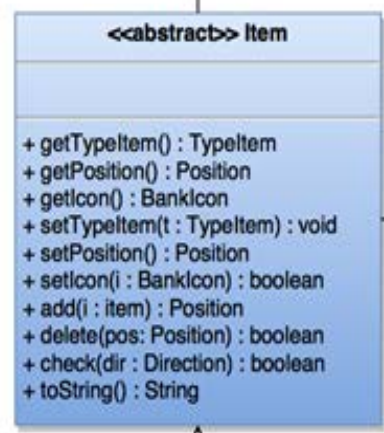 <<abstract>> Item
+ getTypeItem() : TypeItem
+ getPosition() : Position
+ getIcon() : BankIcon
+ setTypeItem(t : TypeItem) : void
+ setPosition() : Position
+ setIcon(i : BankIcon) : boolean
+ add(i : item) : Position
+ delete(pos: Position) : boolean
+ check(dir : Direction) : boolean
+ toString() : String